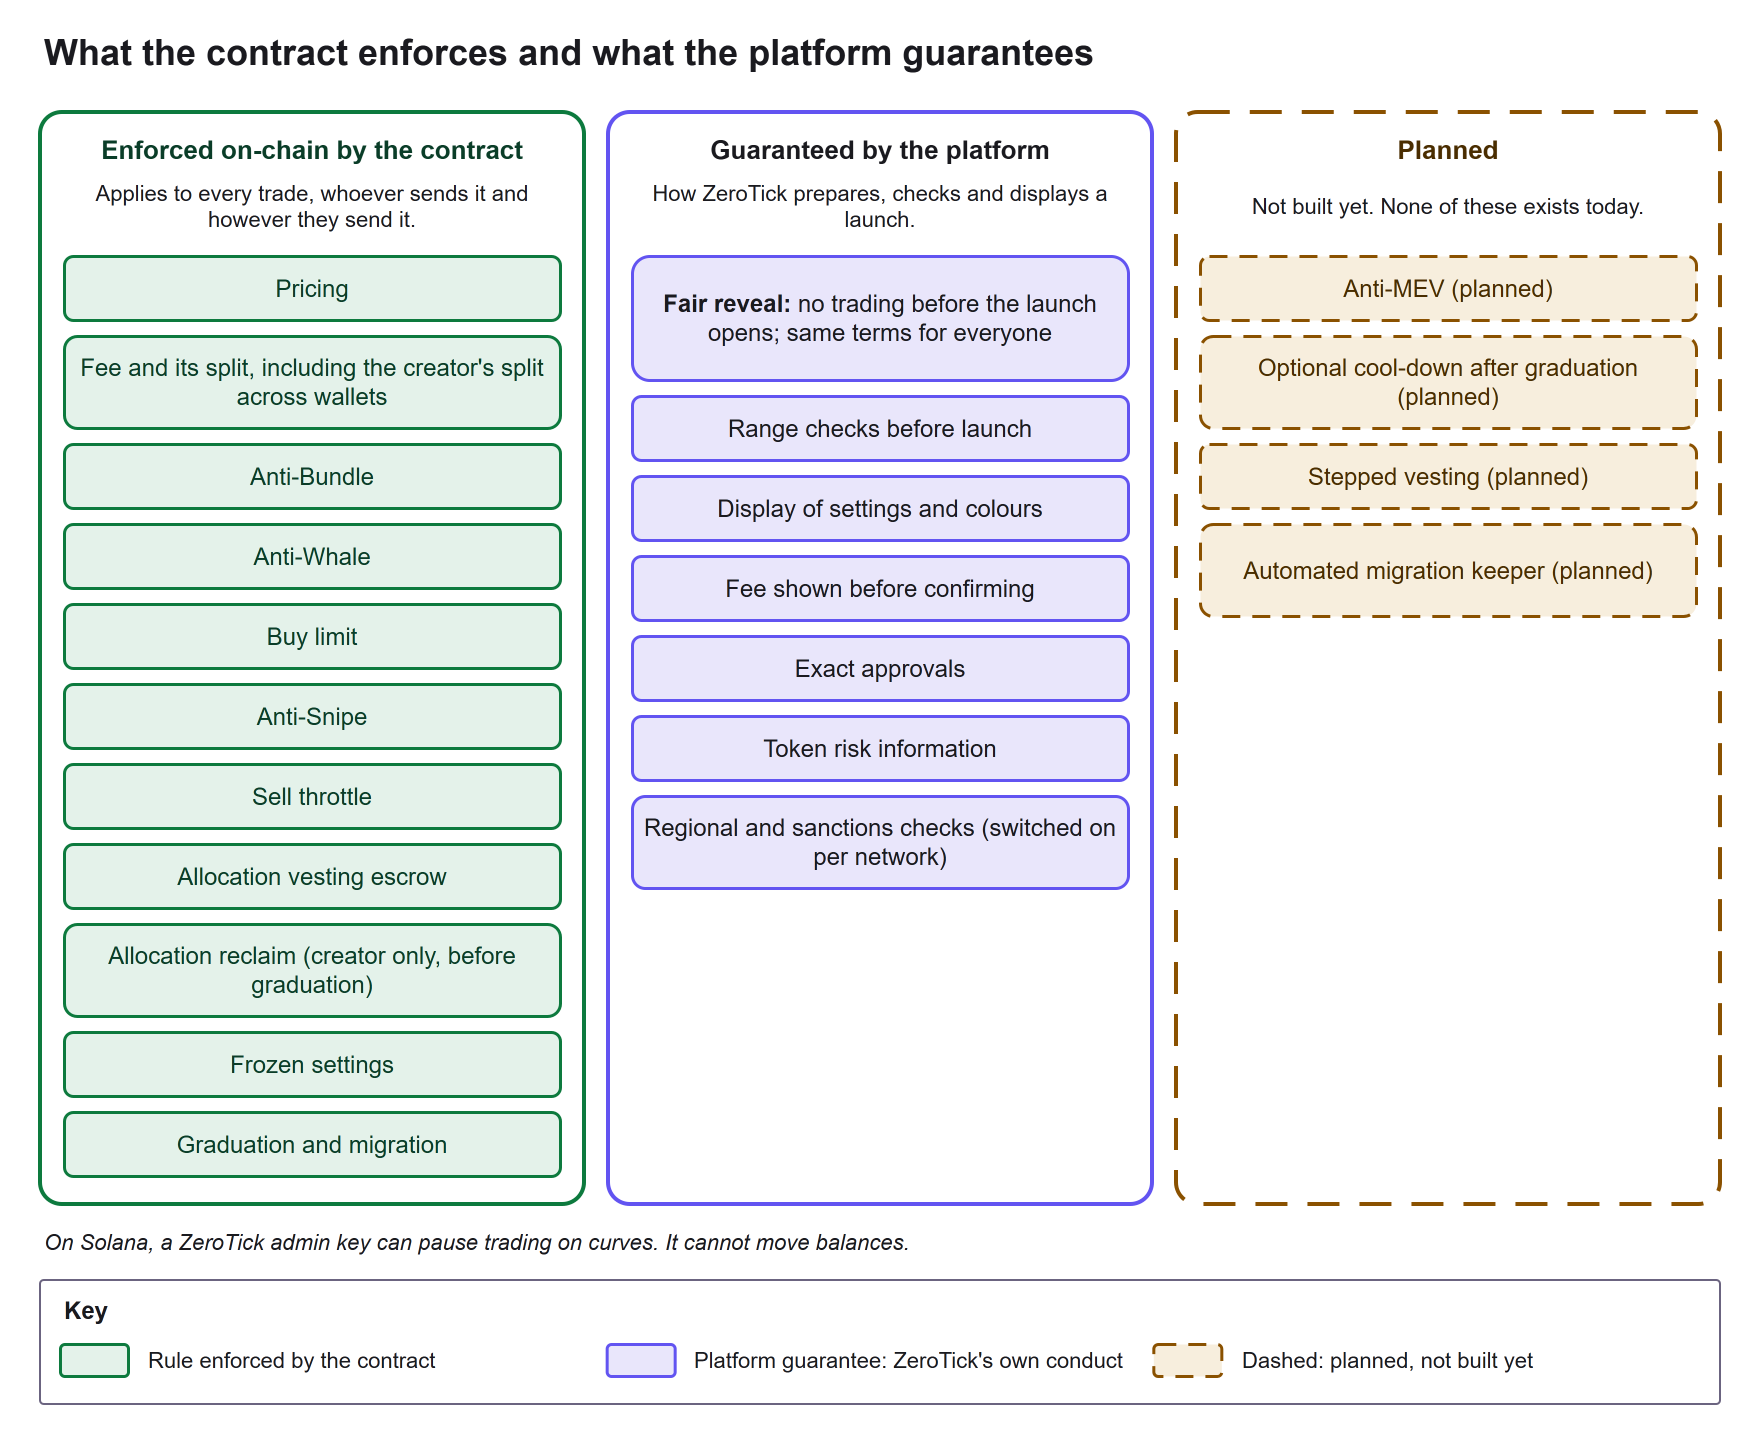 What the contract enforces and what the platform guarantees
Enforced on-chain by the contract
Applies to every trade, whoever sends it and
however they send it.
Pricing
Fee and its split, including the creator's split
across wallets
Anti-Bundle
Anti-Whale
Buy limit
Anti-Snipe
Sell throttle
Allocation vesting escrow
Allocation reclaim (creator only, before
graduation)
Frozen settings
Graduation and migration
Guaranteed by the platform
How ZeroTick prepares, checks and displays a
launch.
Fair reveal: no trading before the launch
opens; same terms for everyone
Range checks before launch
Display of settings and colours
Fee shown before confirming
Exact approvals
Token risk information
Regional and sanctions checks (switched on
per network)
Planned
Not built yet. None of these exists today.
Anti-MEV (planned)
Optional cool-down after graduation
(planned)
Stepped vesting (planned)
Automated migration keeper (planned)
On Solana, a ZeroTick admin key can pause trading on curves. It cannot move balances.
Key
Rule enforced by the contract
Platform guarantee: ZeroTick's own conduct
Dashed: planned, not built yet